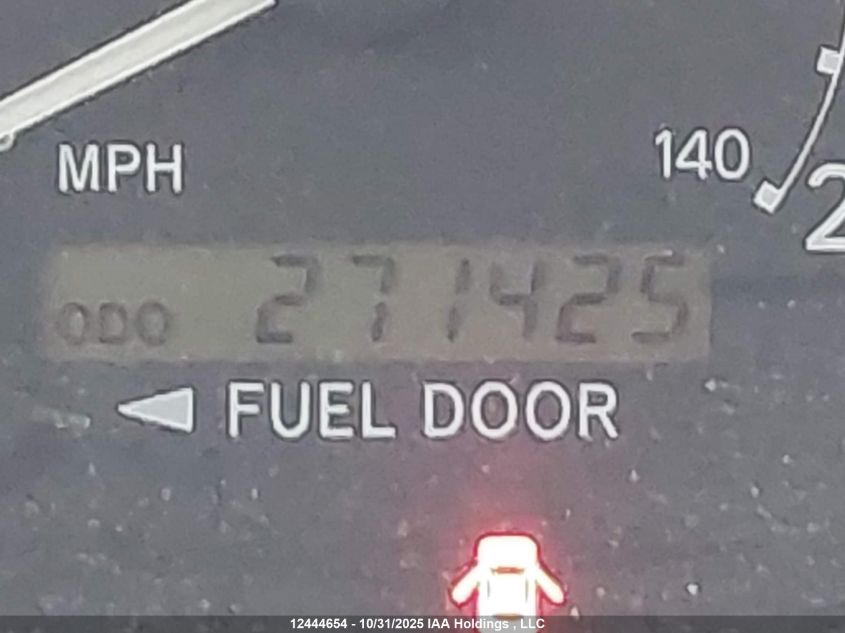 MPH
140
2
ODO 271425
FUEL DOOR
12444654 - 10/31/2025 IAA Holdings , LLC